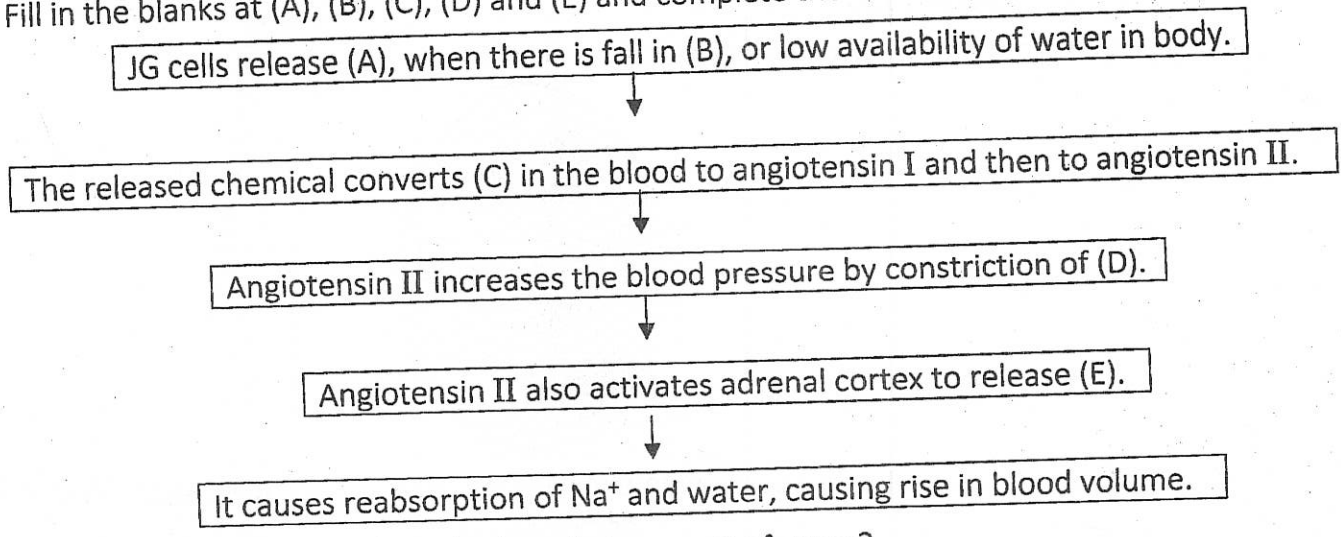 Fill in the blanks at (A), (B), (C), (D) and (E) and complete
JG cells release (A), when there is fall in (B), or low availability of water in body.
The released chemical converts (C) in the blood to angiotensin I and then to angiotensin II.
Angiotensin II increases the blood pressure by constriction of (D).
Angiotensin II also activates adrenal cortex to release (E).
It causes reabsorption of Na⁺ and water, causing rise in blood volume.